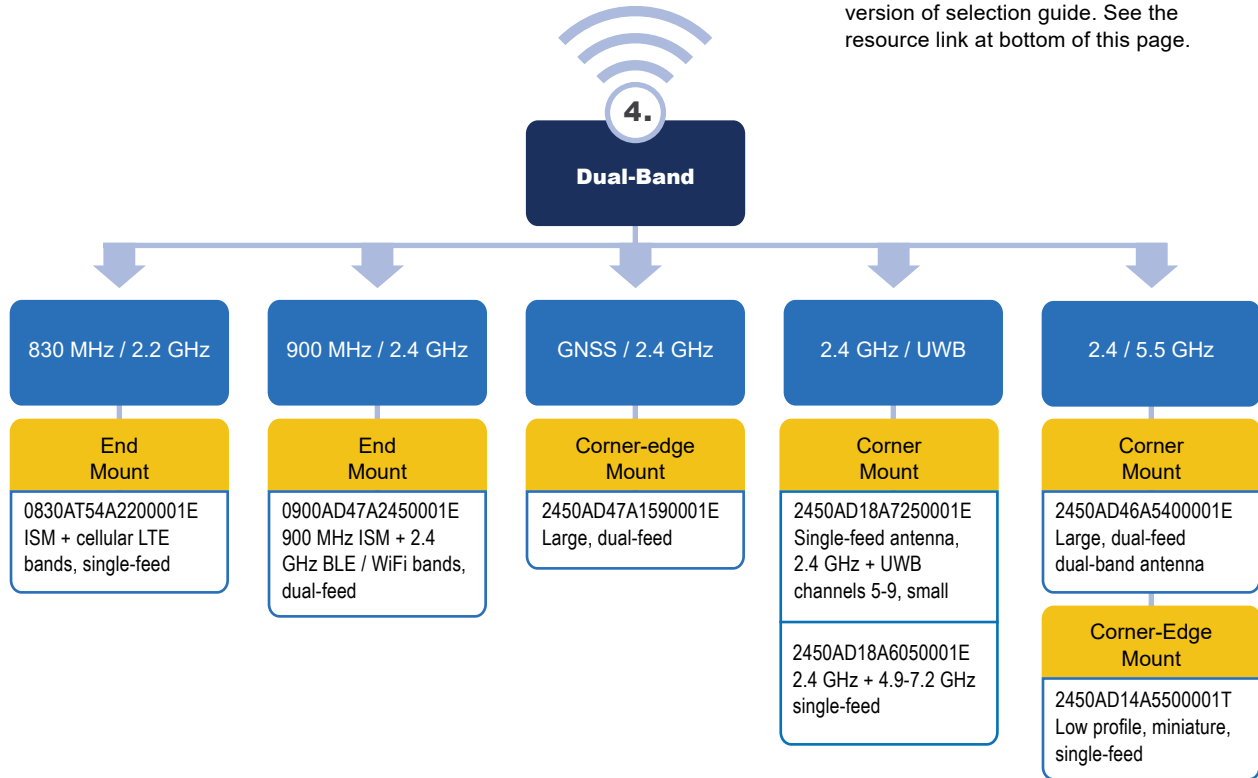 version of selection guide. See the
resource link at bottom of this page.
4.
Dual-Band
830 MHz / 2.2 GHz
End
Mount
0830AT54A2200001E
ISM + cellular LTE
bands, single-feed
900 MHz / 2.4 GHz
End
Mount
0900AD47A2450001E
900 MHz ISM + 2.4
GHz BLE / WiFi bands,
dual-feed
GNSS / 2.4 GHz
Corner-edge
Mount
2450AD47A1590001E
Large, dual-feed
2.4 GHz / UWB
Corner
Mount
2450AD18A7250001E
Single-feed antenna,
2.4 GHz + UWB
channels 5-9, small
2450AD18A6050001E
2.4 GHz + 4.9-7.2 GHz
single-feed
2.4 / 5.5 GHz
Corner
Mount
2450AD46A5400001E
Large, dual-feed
dual-band antenna
Corner-Edge
Mount
2450AD14A5500001T
Low profile, miniature,
single-feed